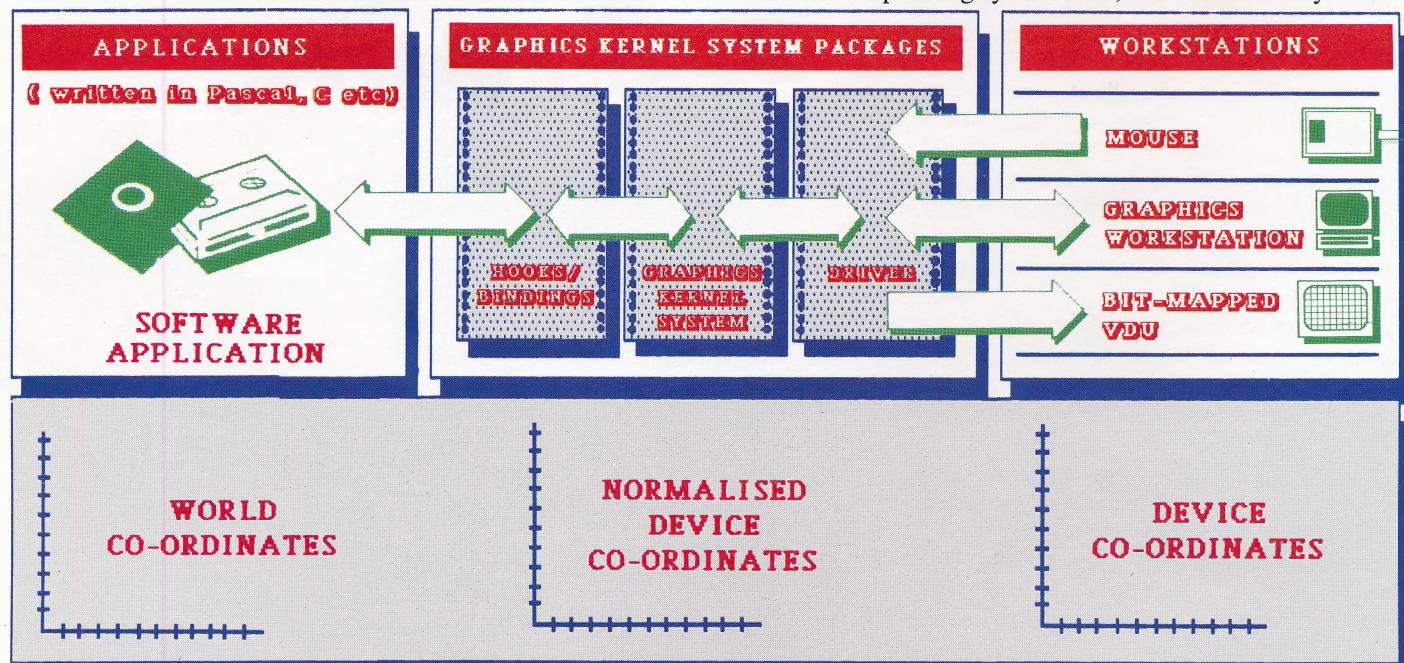 APPLICATIONS
( written in Pascal, C etc)
SOFTWARE
APPLICATION
GRAPHICS KERNEL SYSTEM PACKAGES
HOOKS/
BINDINGS
GRAPHICS
KERNEL
SYSTEM
DRIVER
WORKSTATIONS
MOUSE
GRAPHICS
WORKSTATION
BIT-MAPPED
VDU
WORLD
CO-ORDINATES
NORMALISED
DEVICE
CO-ORDINATES
DEVICE
CO-ORDINATES